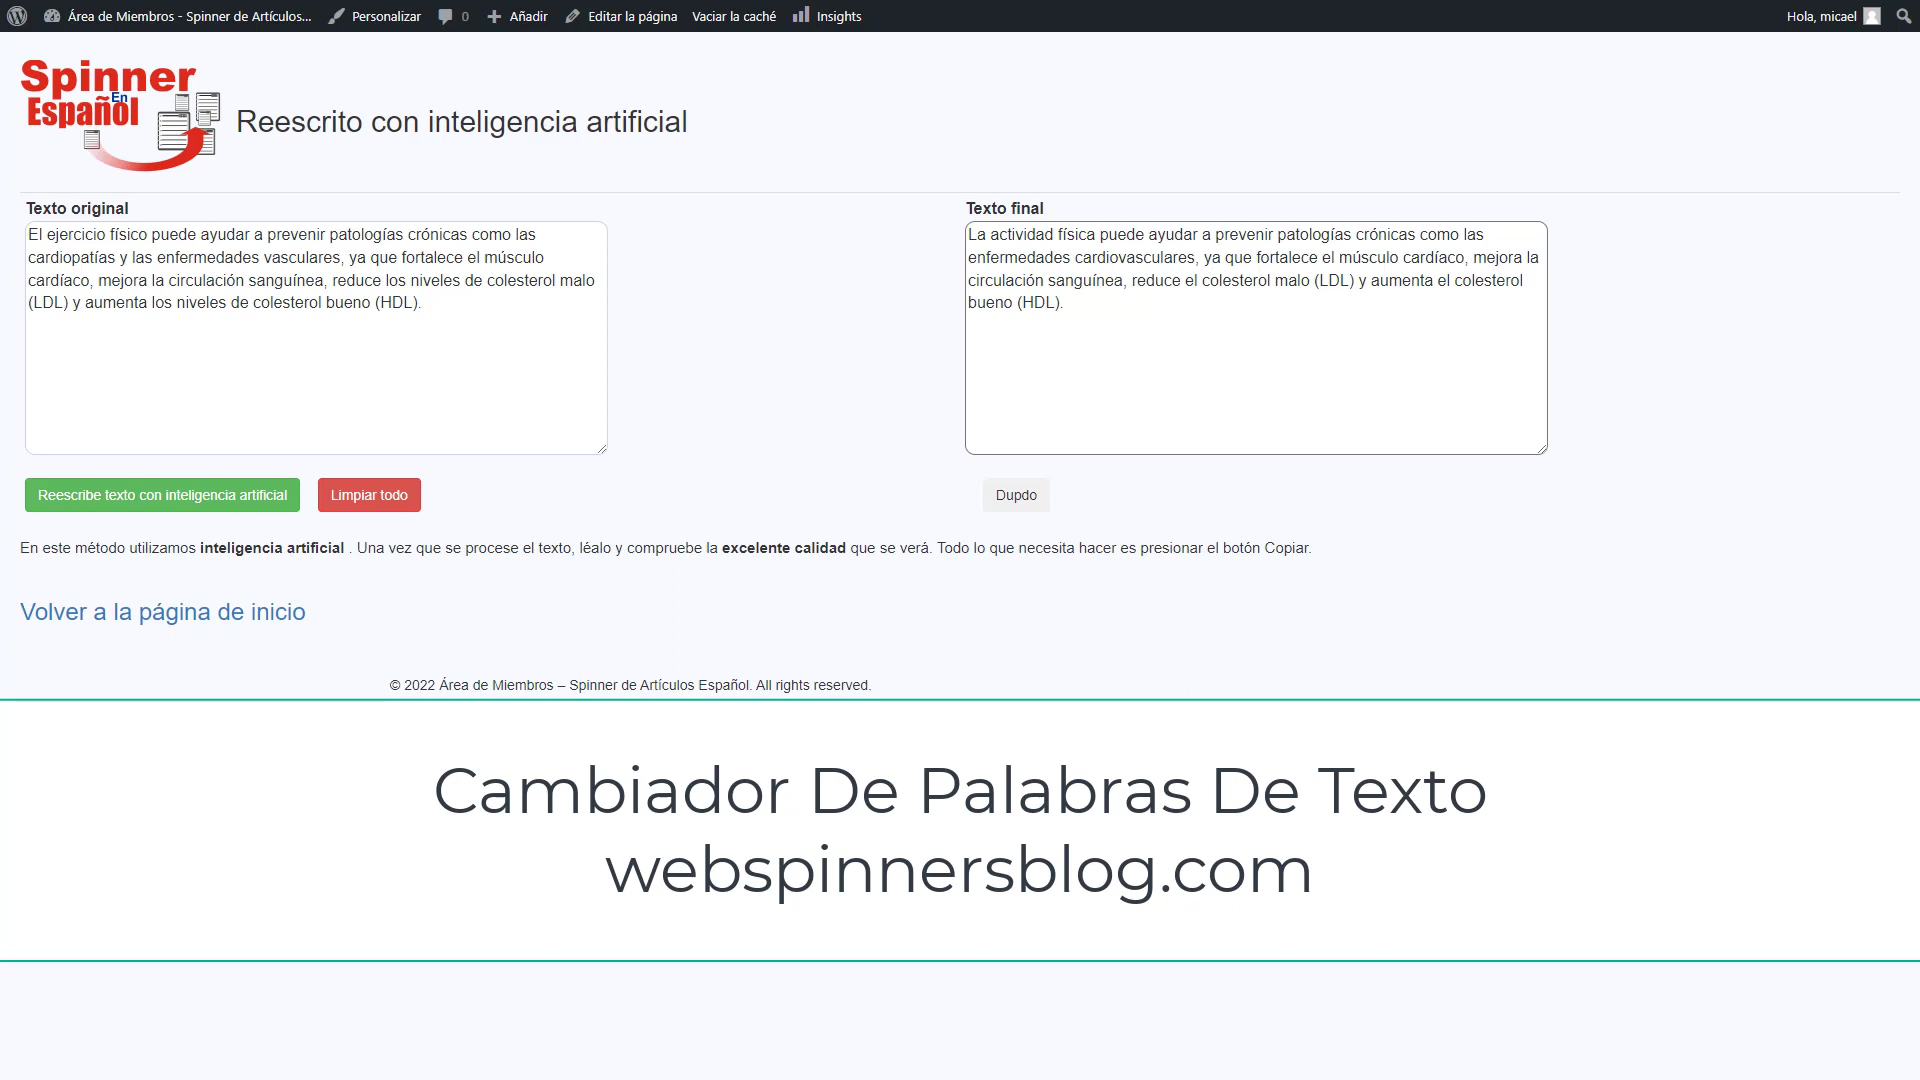 Área de Miembros - Spinner de Artículos... Personalizar 0 Añadir Editar la página Vaciar la caché Insights Hola, micael
Spinner
En
Español
Reescrito con inteligencia artificial
Texto original
El ejercicio físico puede ayudar a prevenir patologías crónicas como las
cardiopatías y las enfermedades vasculares, ya que fortalece el músculo
cardíaco, mejora la circulación sanguínea, reduce los niveles de colesterol malo
(LDL) y aumenta los niveles de colesterol bueno (HDL).
Texto final
La actividad física puede ayudar a prevenir patologías crónicas como las
enfermedades cardiovasculares, ya que fortalece el músculo cardíaco, mejora la
circulación sanguínea, reduce el colesterol malo (LDL) y aumenta el colesterol
bueno (HDL).
Reescribe texto con inteligencia artificial Limpiar todo Dupdo
En este método utilizamos inteligencia artificial . Una vez que se procese el texto, léalo y compruebe la excelente calidad que se verá. Todo lo que necesita hacer es presionar el botón Copiar.
Volver a la página de inicio
© 2022 Área de Miembros – Spinner de Artículos Español. All rights reserved.
Cambiador De Palabras De Texto
webspinnersblog.com